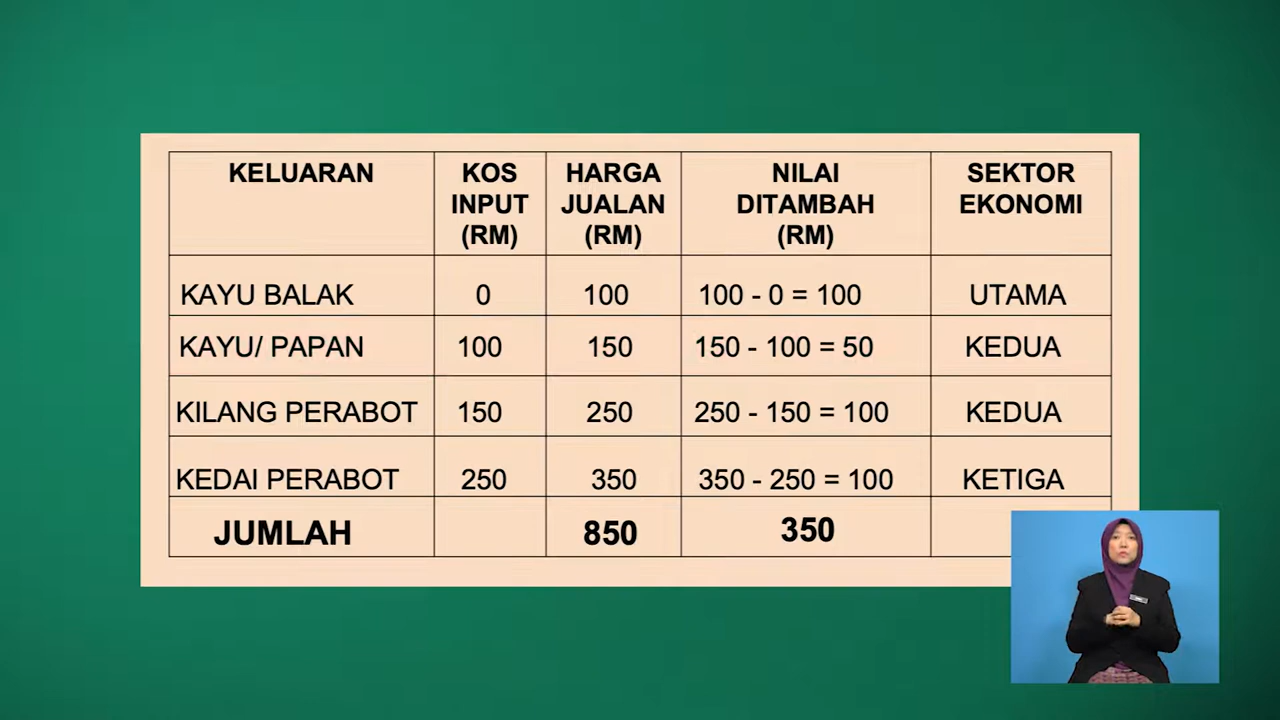 KELUARAN KOS INPUT (RM) HARGA JUALAN (RM) NILAI DITAMBAH (RM) SEKTOR EKONOMI
KAYU BALAK 0 100 100 - 0 = 100 UTAMA
KAYU/ PAPAN 100 150 150 - 100 = 50 KEDUA
KILANG PERABOT 150 250 250 - 150 = 100 KEDUA
KEDAI PERABOT 250 350 350 - 250 = 100 KETIGA
JUMLAH 850 350